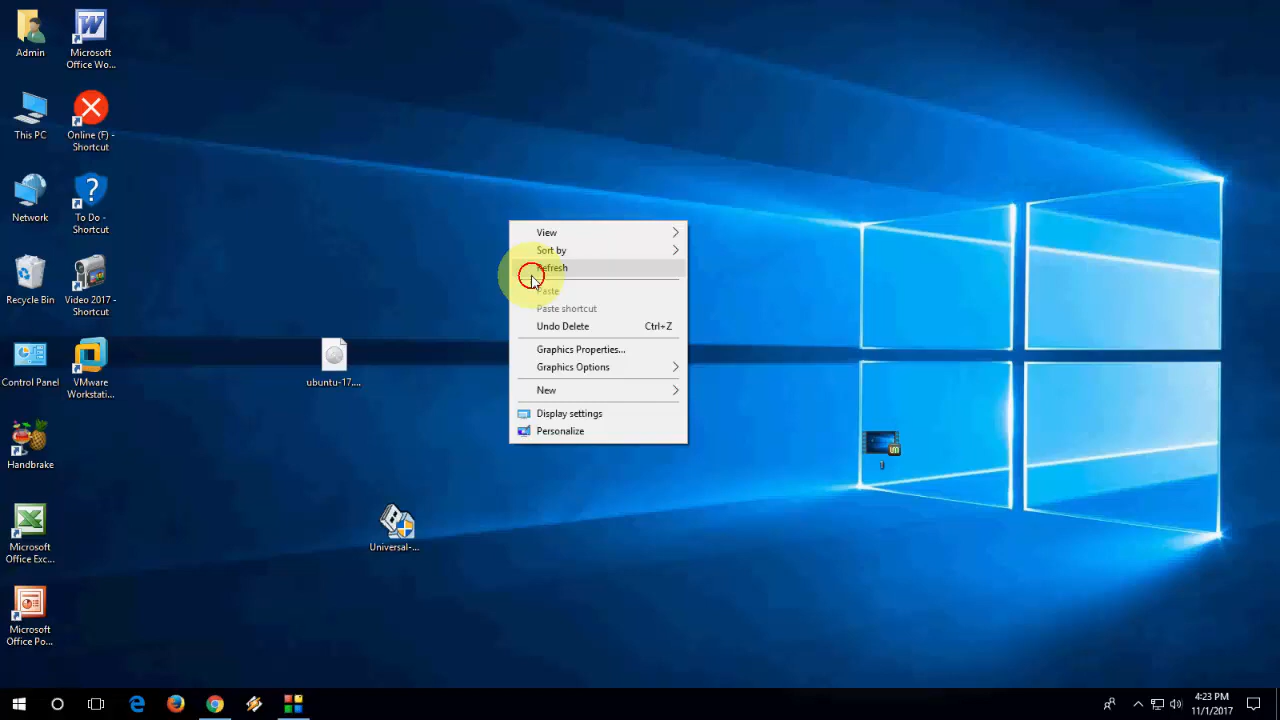 Admin
Microsoft
Office Wo...
This PC
Online (F) -
Shortcut
Network
To Do -
Shortcut
Recycle Bin
Video 2017 -
Shortcut
Control Panel
VMware
Workstati...
Handbrake
Microsoft
Office Exc...
Microsoft
Office Po...
ubuntu-17....
Universal-...
View
Sort by
Refresh
Paste
Paste shortcut
Undo Delete Ctrl+Z
Graphics Properties...
Graphics Options
New
Display settings
Personalize
4:23 PM
11/1/2017